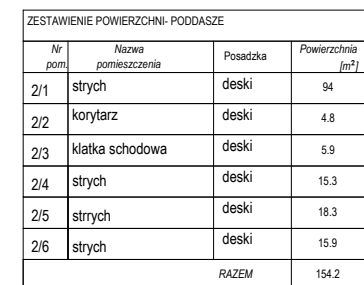 ZESTAWIENIE POWIERZCHNI- PODDASZE
Nr pom. Nazwa pomieszczenia Posadzka Powierzchnia [m²]
2/1 strych deski 94
2/2 korytarz deski 4.8
2/3 klatka schodowa deski 5.9
2/4 strych deski 15.3
2/5 strrych deski 18.3
2/6 strych deski 15.9
RAZEM 154.2